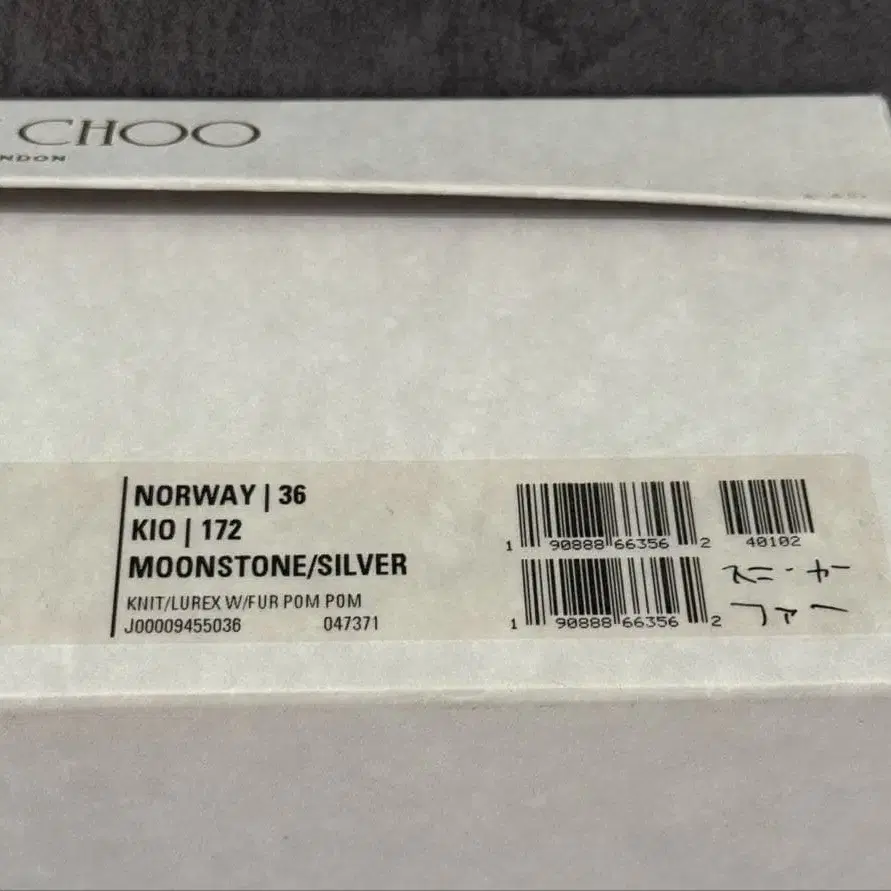 CHOO
NDON
NORWAY | 36
KIO | 172
MOONSTONE/SILVER
KNIT/LUREX W/FUR POM POM
J00009455036 047371
1 90888 66356 2
40102
1 90888 66356 2
スニーカー
ファー